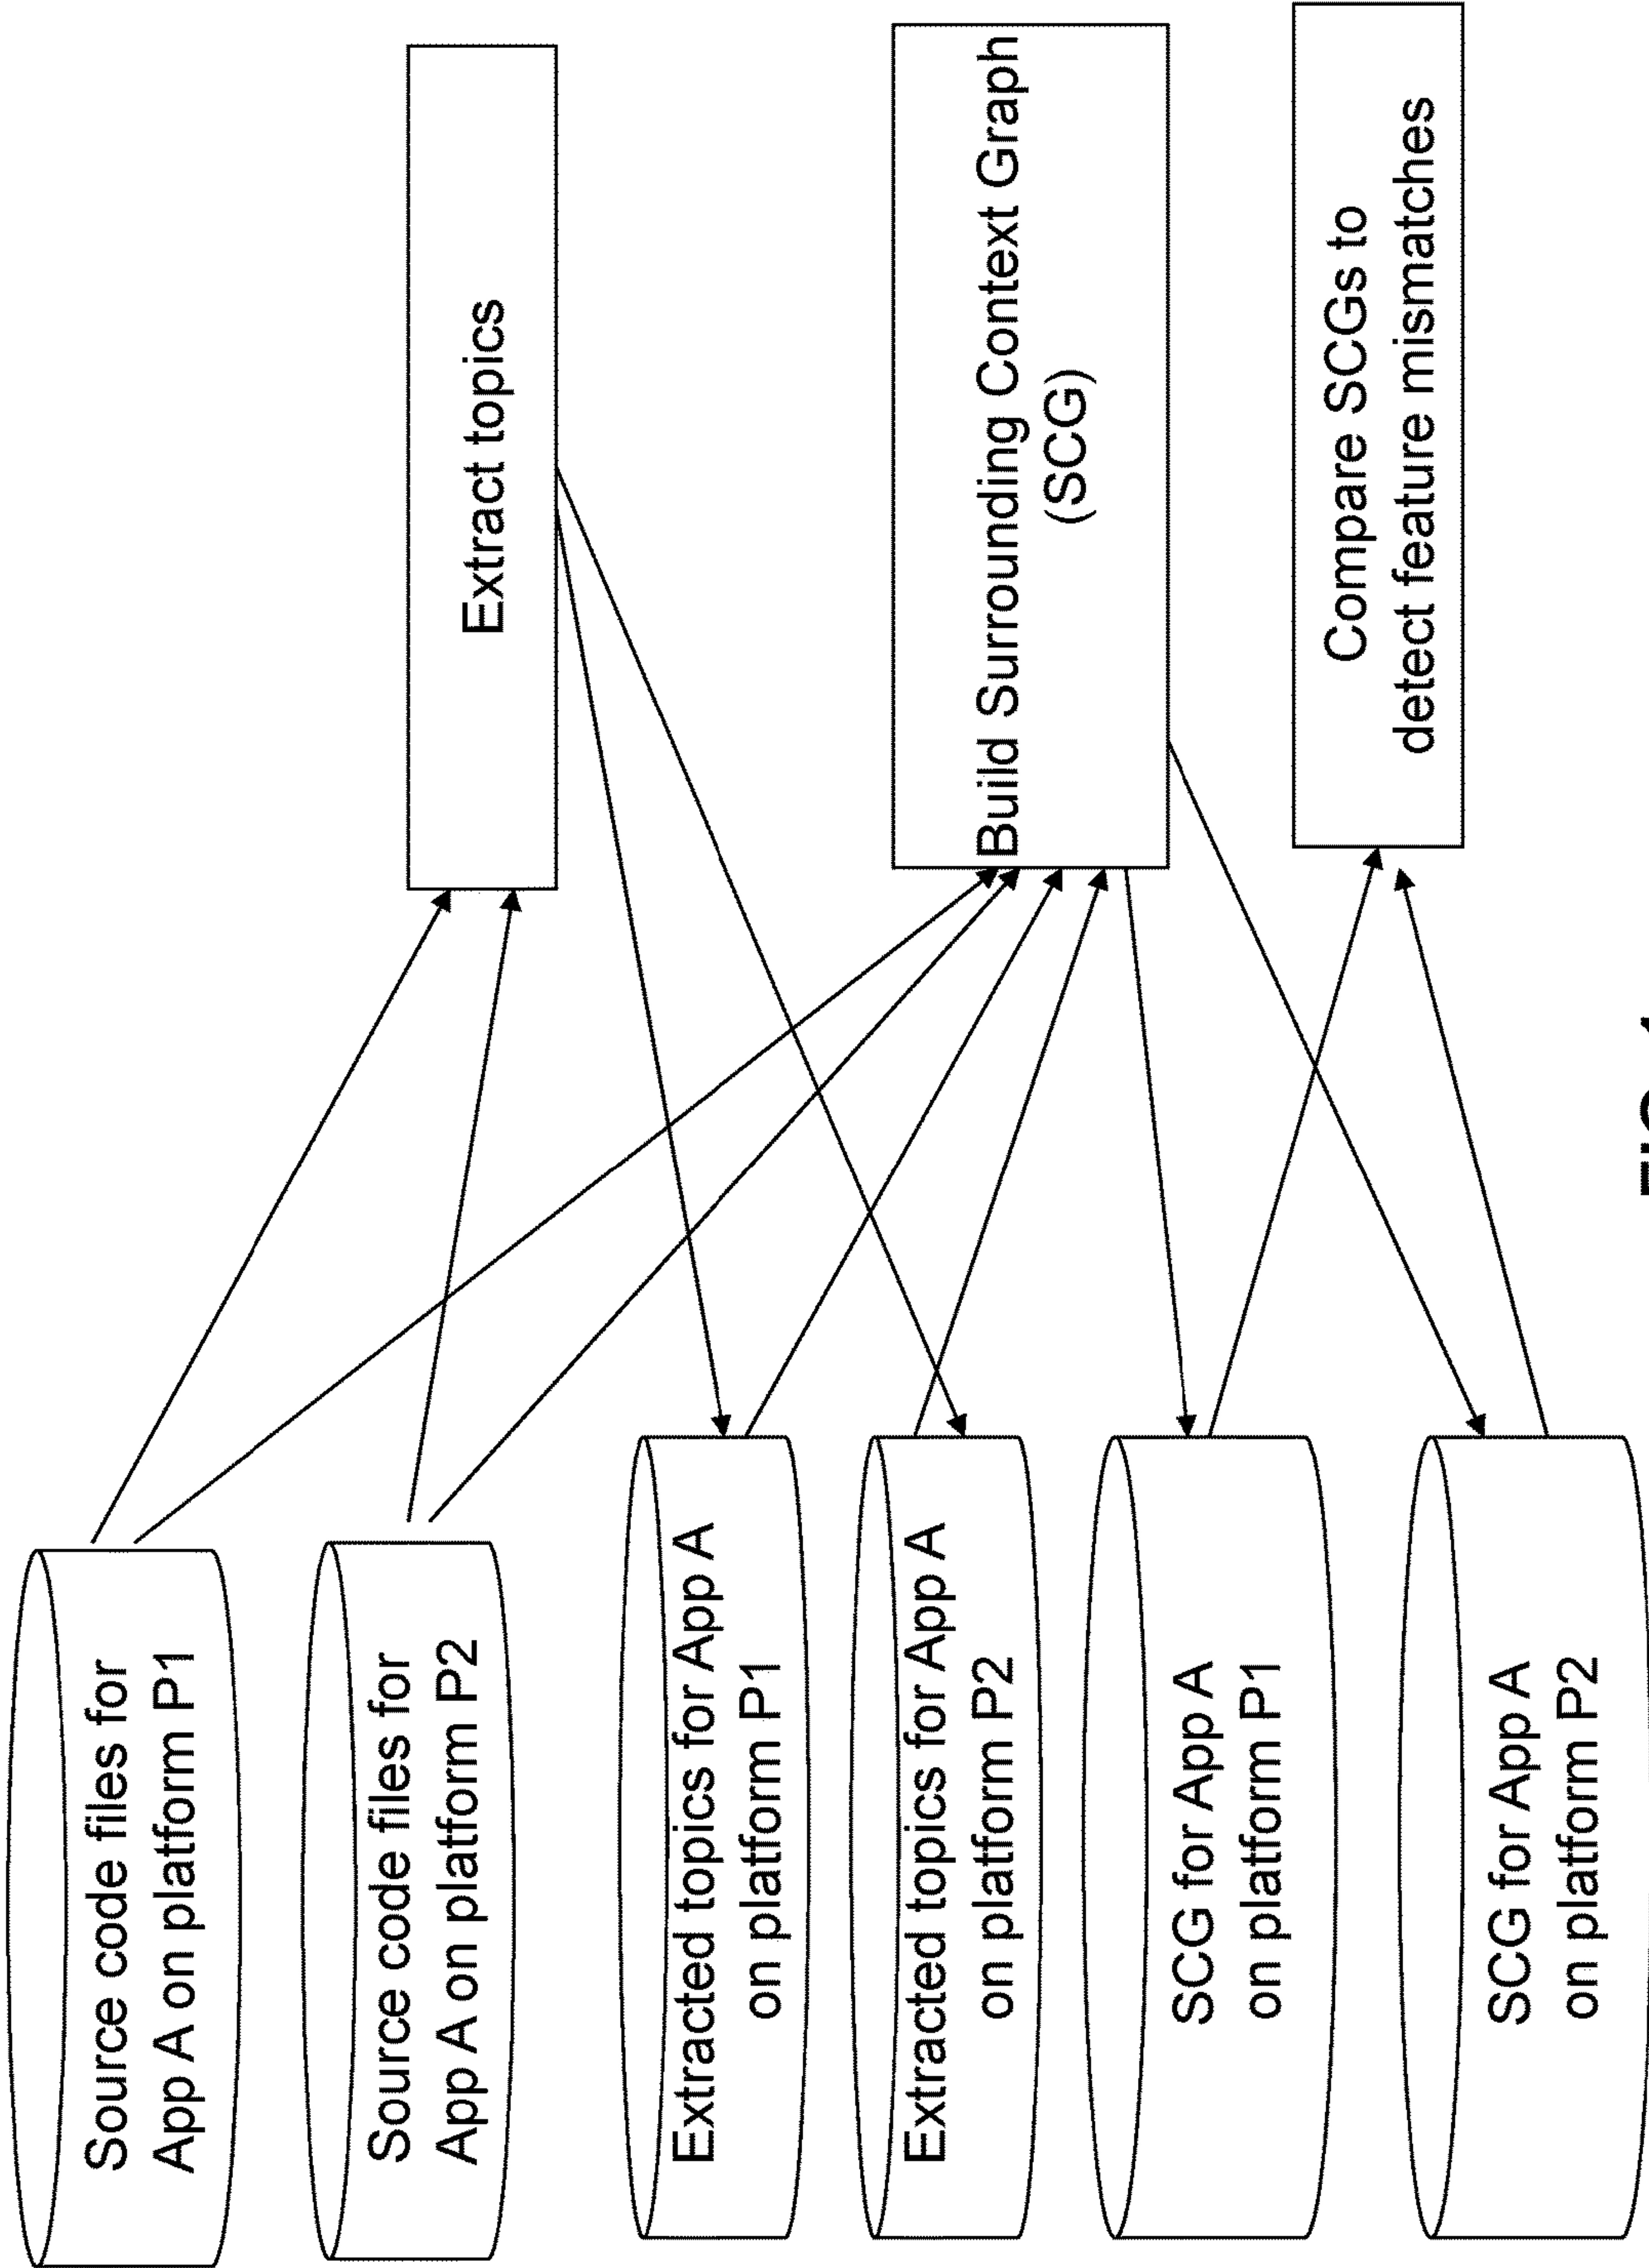 Source code files for
App A on platform P1
Source code files for
App A on platform P2
Extracted topics for App A
on platform P1
Extracted topics for App A
on platform P2
SCG for App A
on platform P1
SCG for App A
on platform P2
Extract topics
Build Surrounding Context Graph
(SCG)
Compare SCGs to
detect feature mismatches